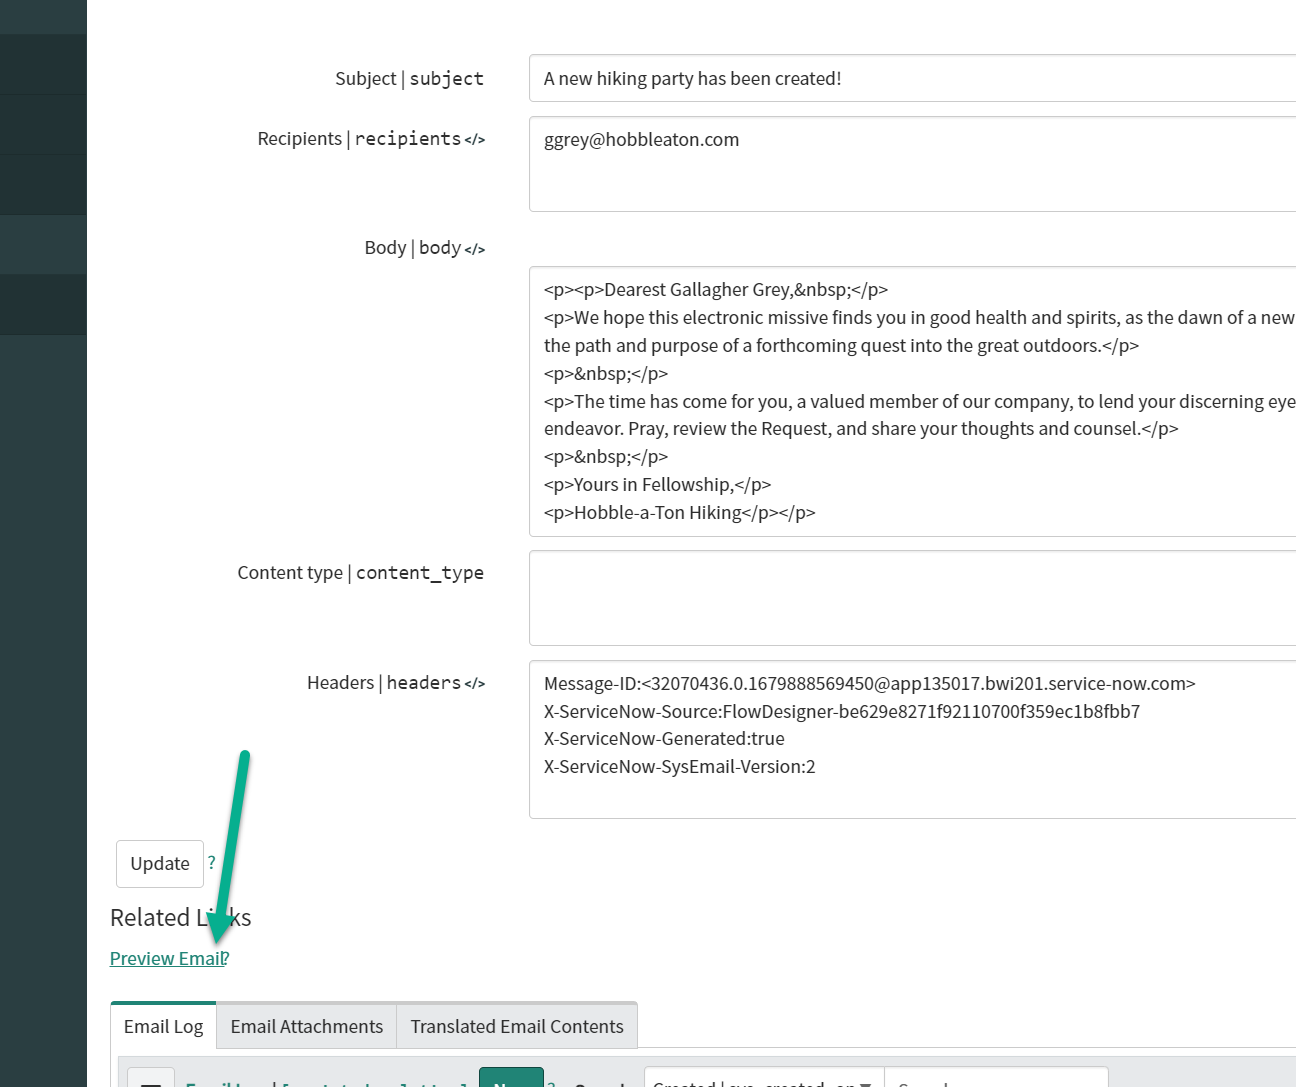 Subject | subject
A new hiking party has been created!
Recipients | recipients </>
ggrey@hobbleaton.com
Body | body </>
<p><p>Dearest Gallagher Grey,&nbsp;</p>
<p>We hope this electronic missive finds you in good health and spirits, as the dawn of a new
the path and purpose of a forthcoming quest into the great outdoors.</p>
<p>&nbsp;</p>
<p>The time has come for you, a valued member of our company, to lend your discerning eye
endeavor. Pray, review the Request, and share your thoughts and counsel.</p>
<p>&nbsp;</p>
<p>Yours in Fellowship,</p>
<p>Hobble-a-Ton Hiking</p></p>
Content type | content_type
Headers | headers </>
Message-ID:<32070436.0.1679888569450@app135017.bwi201.service-now.com>
X-ServiceNow-Source:FlowDesigner-be629e8271f92110700f359ec1b8fbb7
X-ServiceNow-Generated:true
X-ServiceNow-SysEmail-Version:2
Update ?
Related Links
Preview Email?
Email Log Email Attachments Translated Email Contents